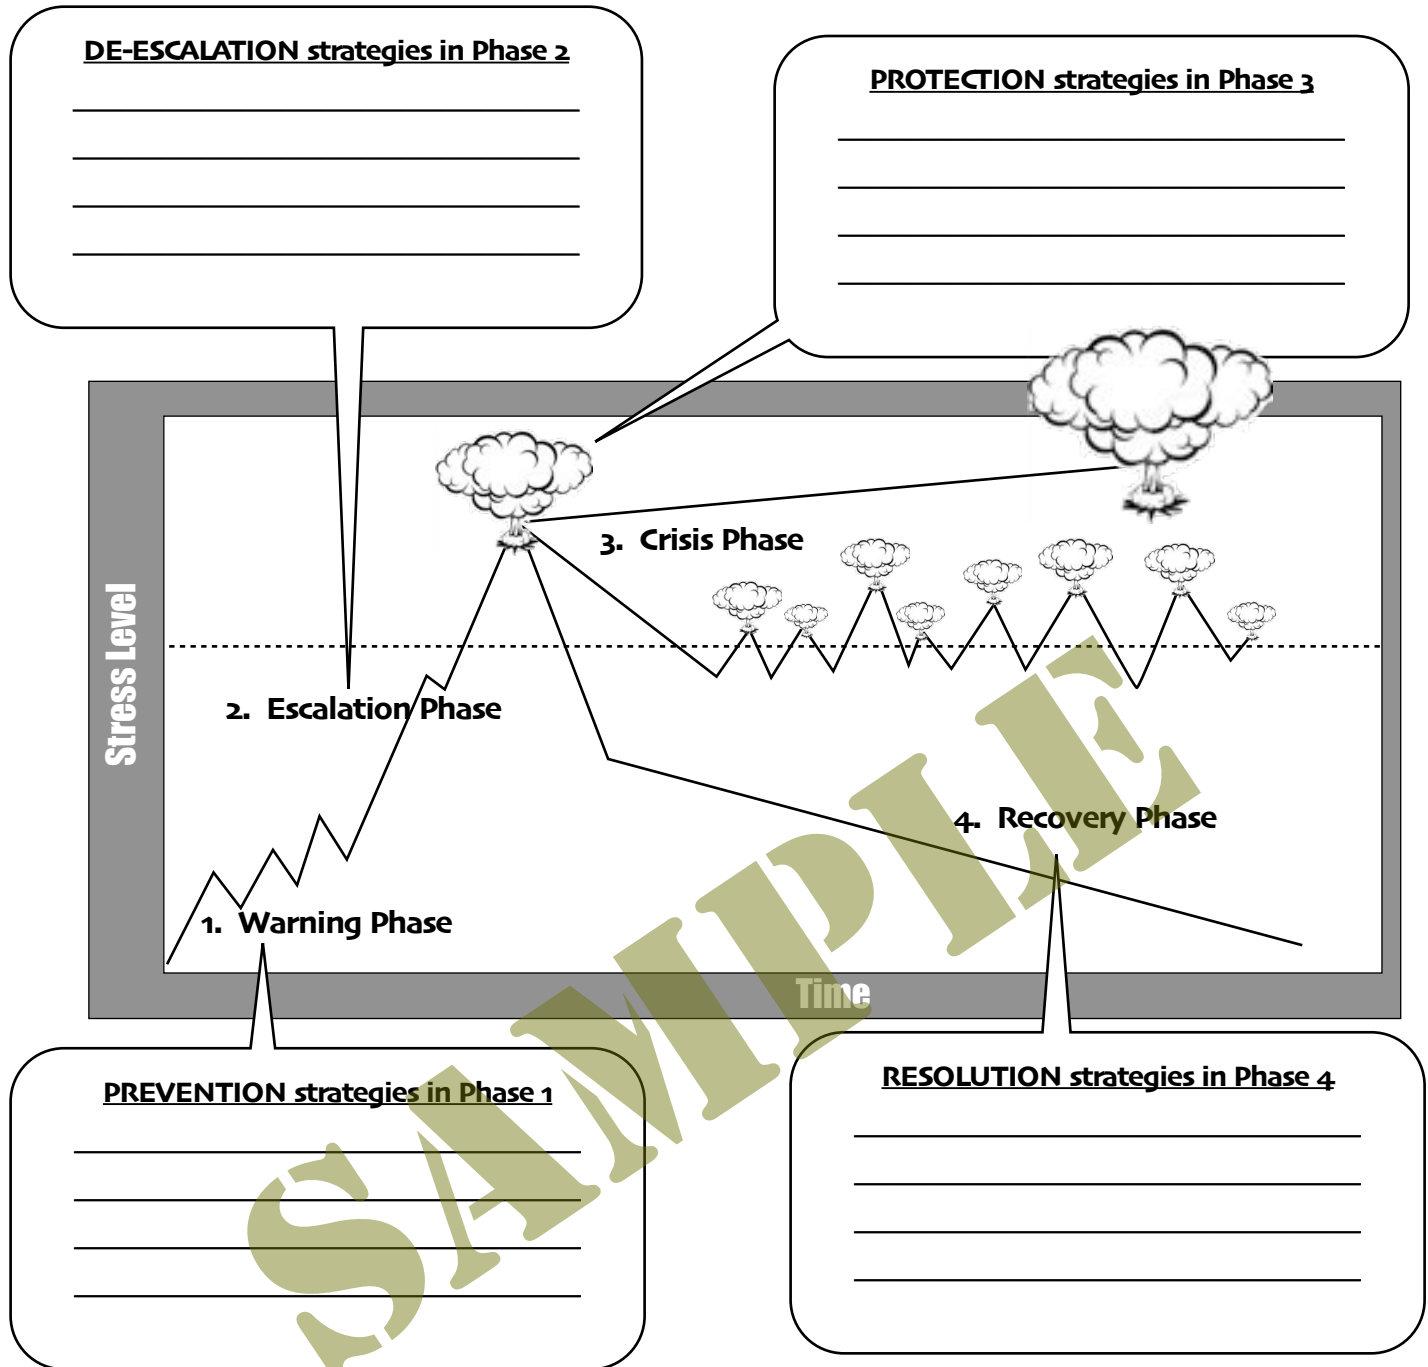 DE-ESCALATION strategies in Phase 2
PROTECTION strategies in Phase 3
3. Crisis Phase
Stress Level
2. Escalation Phase
4. Recovery Phase
1. Warning Phase
Time
PREVENTION strategies in Phase 1
RESOLUTION strategies in Phase 4
SAMPLE